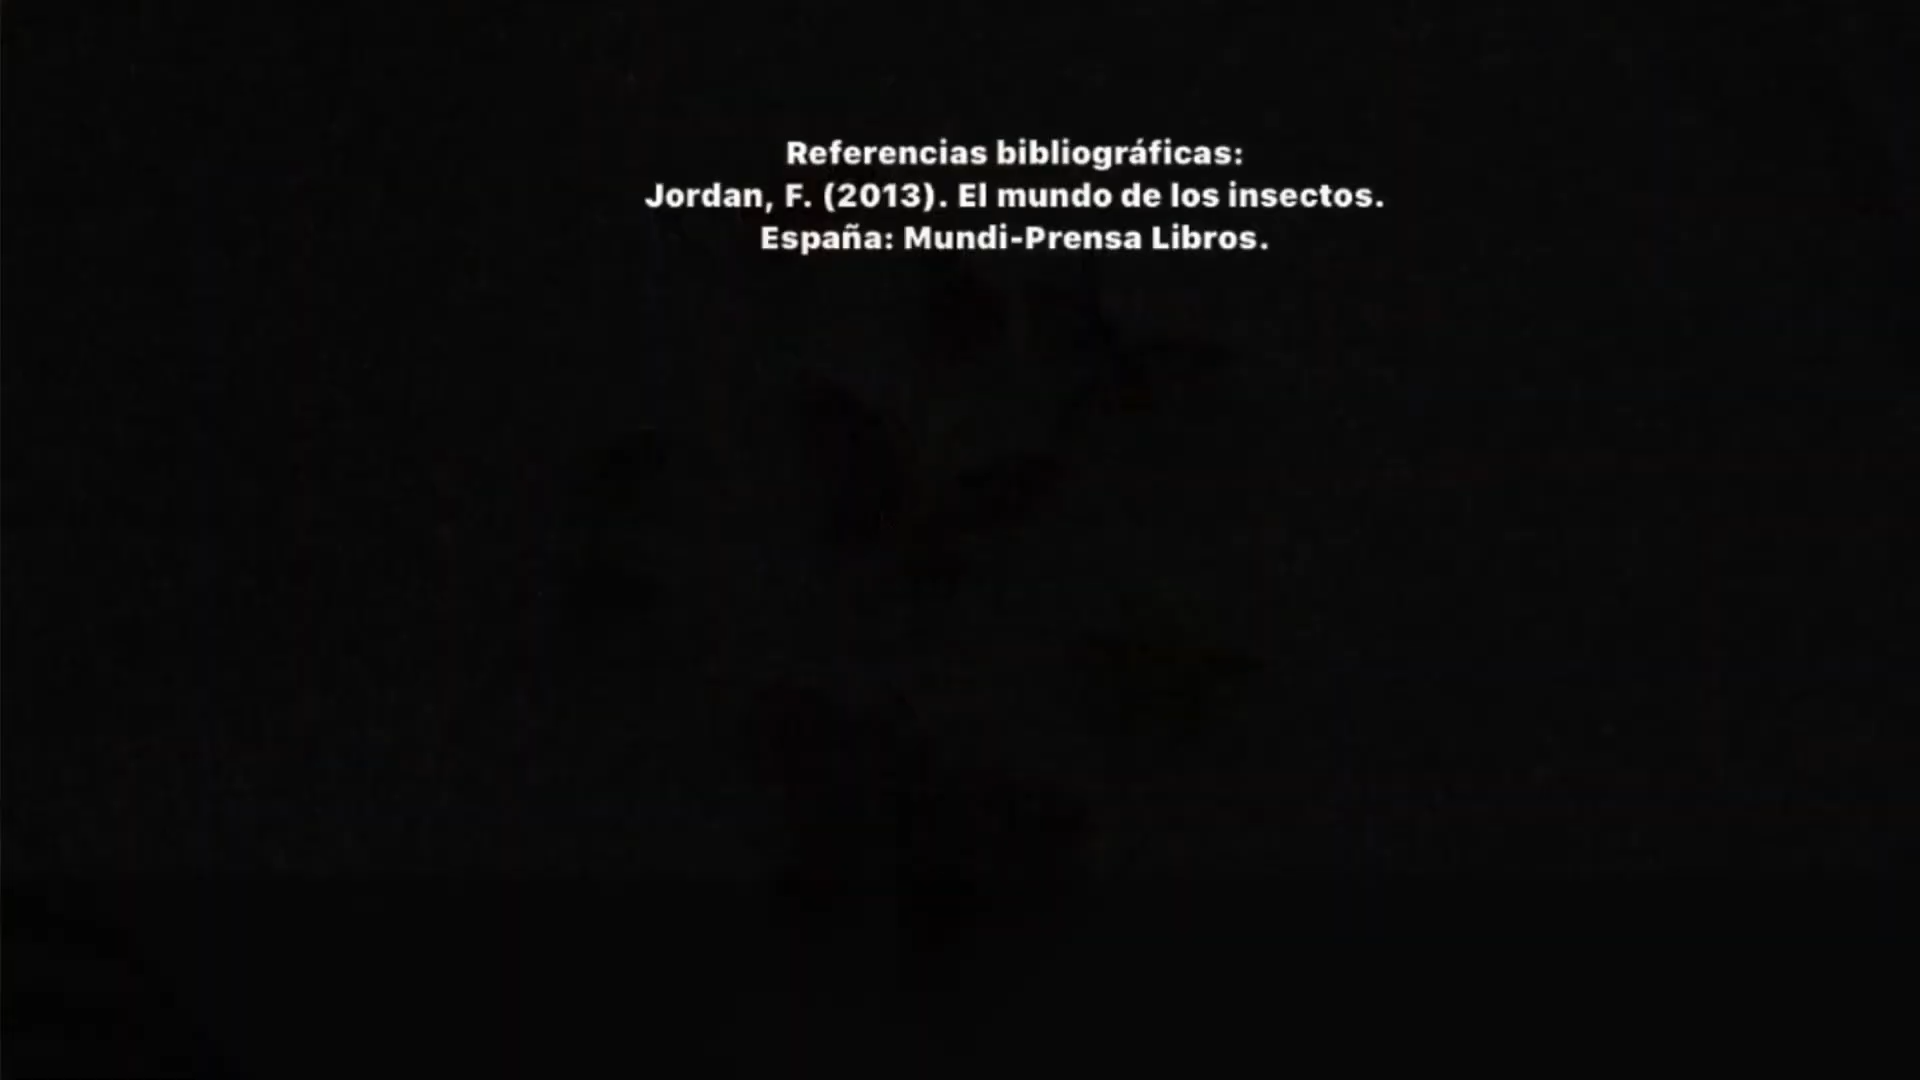 Referencias bibliográficas:
Jordan, F. (2013). El mundo de los insectos.
España: Mundi-Prensa Libros.